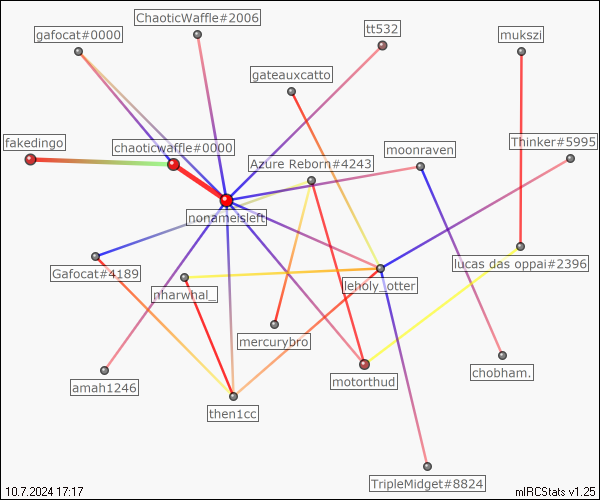 ChaoticWaffle#2006
gafocat#0000
tt532
mukszi
gateauxcatto
fakedingo
chaoticwaffle#0000
Thinker#5995
moonraven
Azure Reborn#4243
nonameisleft
Gafocat#4189
lucas das oppai#2396
leholy_otter
nharwhal_
mercurybro
chobham.
motorthud
amah1246
then1cc
TripleMidget#8824
10.7.2024 17:17
mIRCStats v1.25